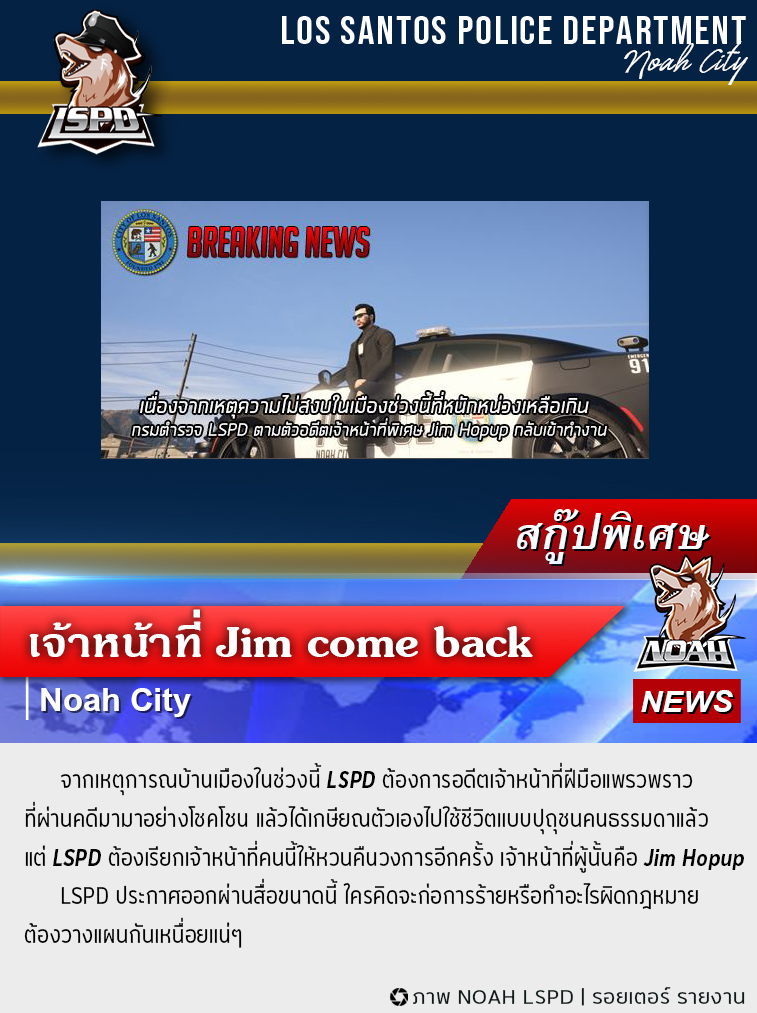 LOS SANTOS POLICE DEPARTMENT
Noah City
LSPD
BREAKING NEWS
เนื่องจากเหตุความไม่สงบในเมืองช่วงนี้ที่หนักหน่วงเหลือเกิน
กรมตำรวจ LSPD ตามตัวอดีตเจ้าหน้าที่พิเศษ Jim Hopup กลับเข้าทำงาน
NOAH CITY
สกู๊ปพิเศษ
เจ้าหน้าที่ Jim come back
NOAH
Noah City
NEWS
จากเหตุการณบ้านเมืองในช่วงนี้ LSPD ต้องการอดีตเจ้าหน้าที่ฝีมือแพรวพราว
ที่ผ่านคดีมามาอย่างโชคโชน แล้วได้เกษียณตัวเองไปใช้ชีวิตแบบปุถุชนคนธรรมดาแล้ว
แต่ LSPD ต้องเรียกเจ้าหน้าที่คนนี้ให้หวนคืนวงการอีกครั้ง เจ้าหน้าที่ผู้นั้นคือ Jim Hopup
LSPD ประกาศออกผ่านสื่อขนาดนี้ ใครคิดจะก่อการร้ายหรือทำอะไรผิดกฎหมาย
ต้องวางแผนกันเหนื่อยแน่ๆ
ภาพ NOAH LSPD | รอยเตอร์ รายงาน